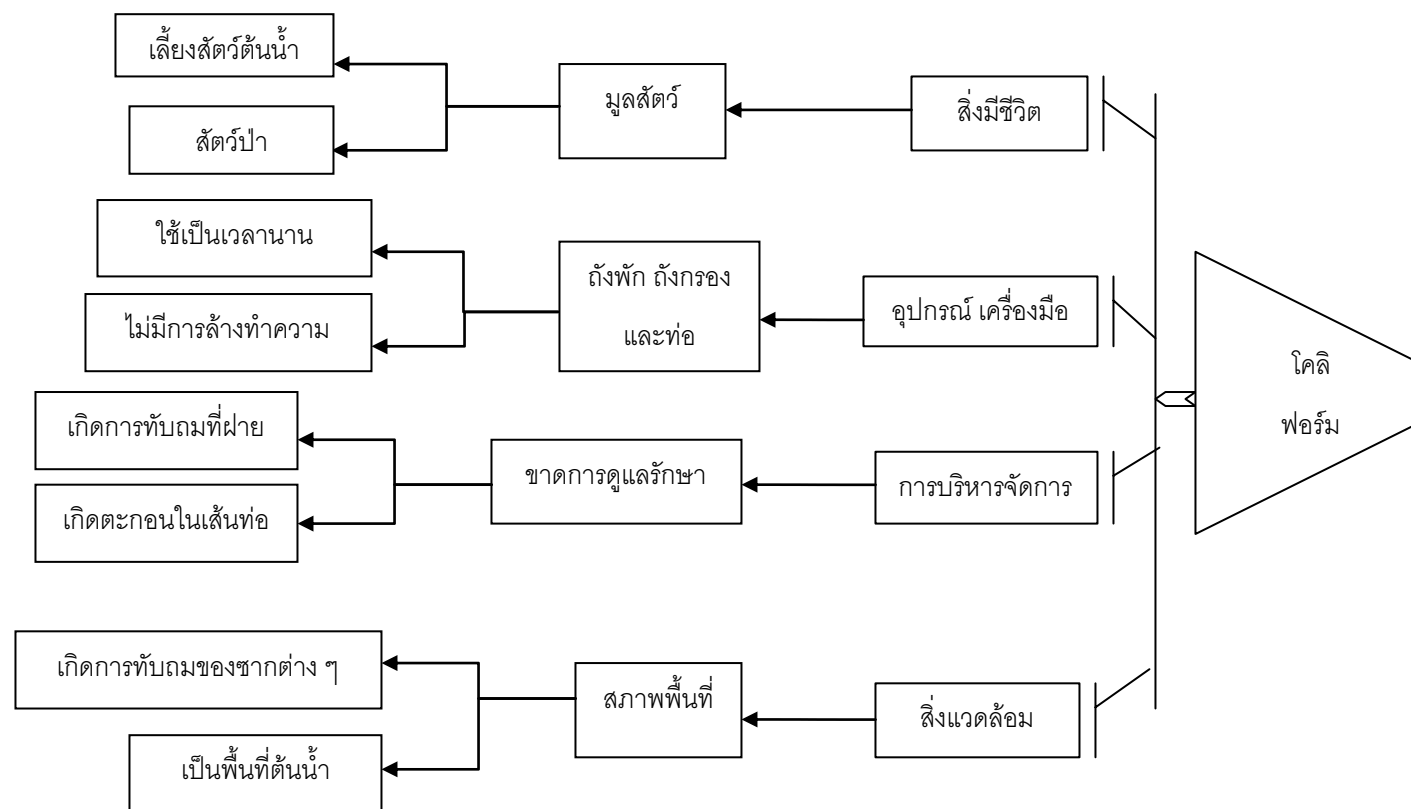 เลี้ยงสัตว์ต้นน้ำ
มูลสัตว์
สิ่งมีชีวิต
สัตว์ป่า
ใช้เป็นเวลานาน
ถังพัก ถังกรอง
และท่อ
อุปกรณ์ เครื่องมือ
ไม่มีการล้างทำความ
โคลิ
ฟอร์ม
เกิดการทับถมที่ฝาย
ขาดการดูแลรักษา
การบริหารจัดการ
เกิดตะกอนในเส้นท่อ
เกิดการทับถมของซากต่าง ๆ
สภาพพื้นที่
สิ่งแวดล้อม
เป็นพื้นที่ต้นน้ำ